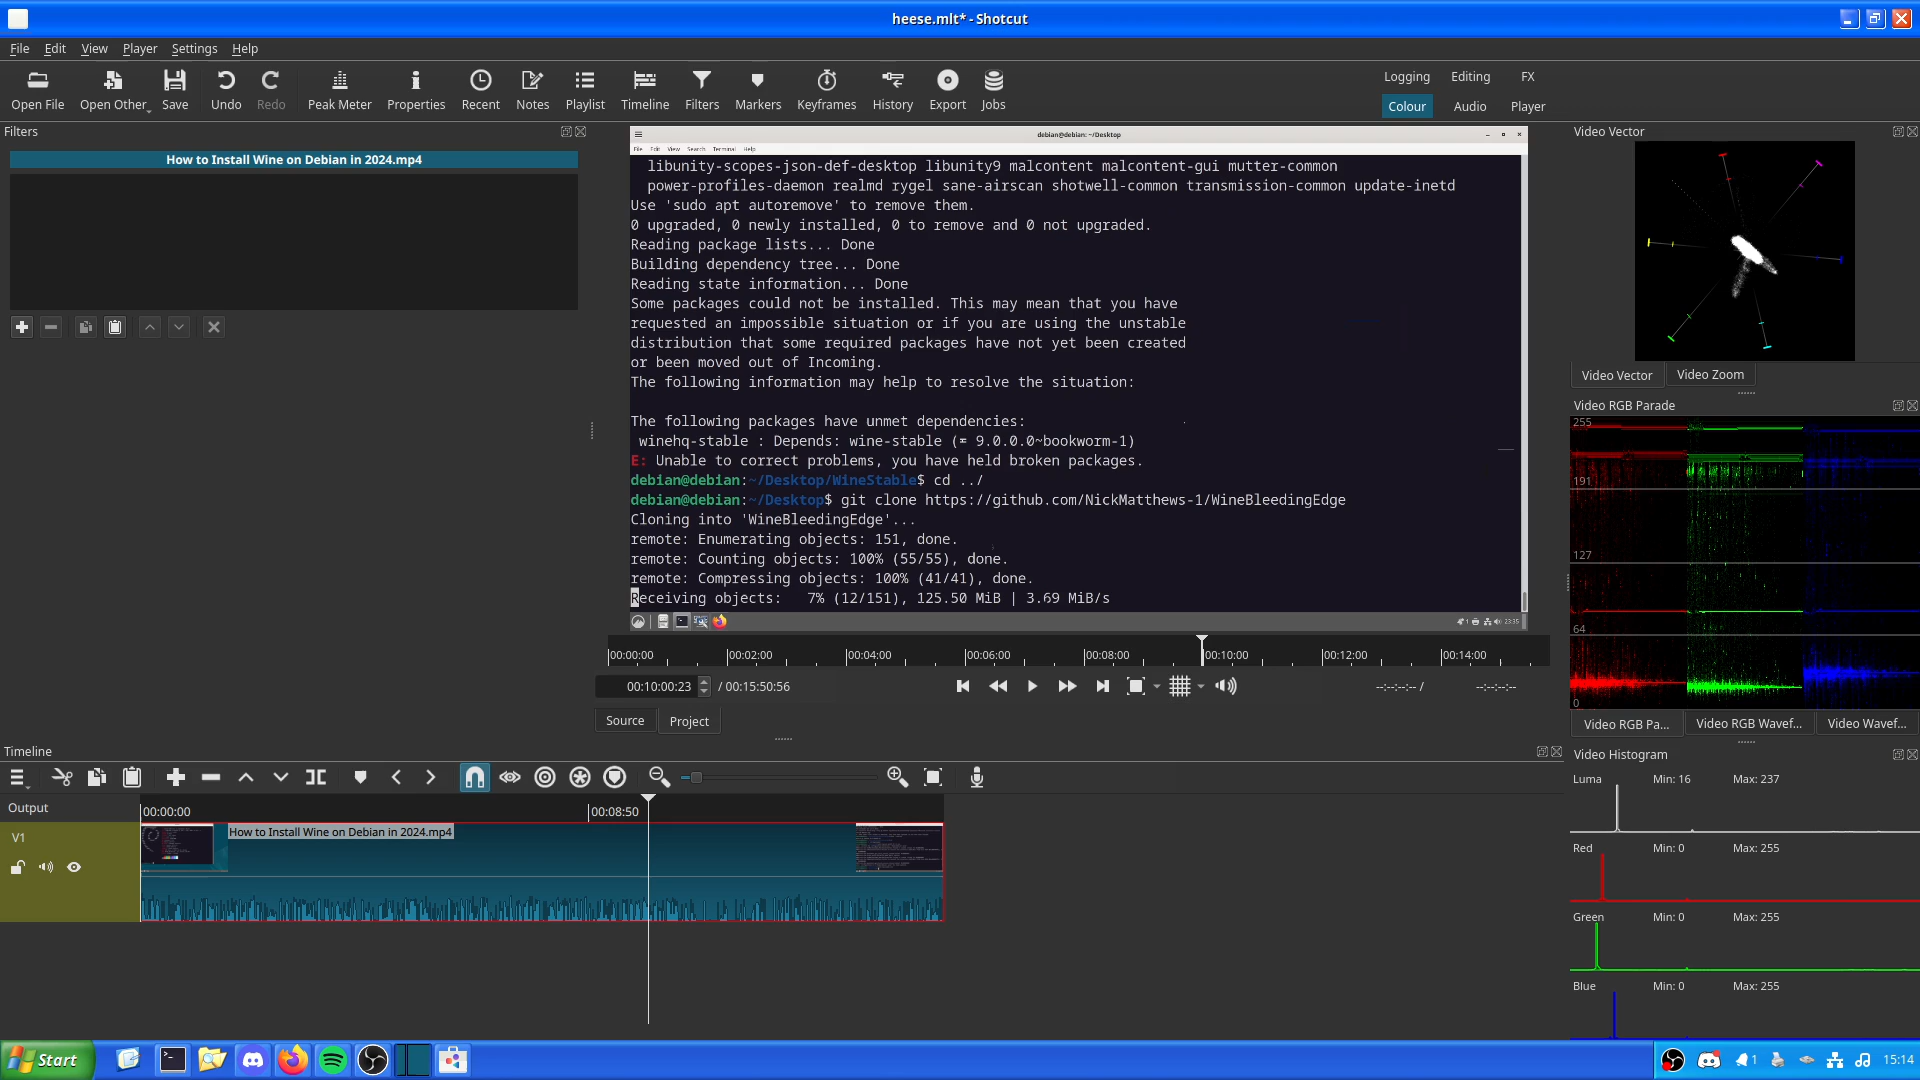 heese.mlt* - Shotcut
File Edit View Player Settings Help
Open File Open Other Save Undo Redo Peak Meter Properties Recent Notes Playlist Timeline Filters Markers Keyframes History Export Jobs
Logging Editing FX
Colour Audio Player
Filters
How to Install Wine on Debian in 2024.mp4
debian@debian: ~/Desktop
File Edit View Search Terminal Help
libunity-scopes-json-def-desktop libunity9 malcontent malcontent-gui mutter-common
power-profiles-daemon realmd rygel sane-airscan shotwell-common transmission-common update-inetd
Use 'sudo apt autoremove' to remove them.
0 upgraded, 0 newly installed, 0 to remove and 0 not upgraded.
Reading package lists... Done
Building dependency tree... Done
Reading state information... Done
Some packages could not be installed. This may mean that you have
requested an impossible situation or if you are using the unstable
distribution that some required packages have not yet been created
or been moved out of Incoming.
The following information may help to resolve the situation:
The following packages have unmet dependencies:
winehq-stable : Depends: wine-stable (= 9.0.0.0~bookworm-1)
E: Unable to correct problems, you have held broken packages.
debian@debian:~/Desktop/WineStable$ cd ../
debian@debian:~/Desktop$ git clone https://github.com/NickMatthews-1/WineBleedingEdge
Cloning into 'WineBleedingEdge'...
remote: Enumerating objects: 151, done.
remote: Counting objects: 100% (55/55), done.
remote: Compressing objects: 100% (41/41), done.
Receiving objects: 7% (12/151), 125.50 MiB | 3.69 MiB/s
1 23:35
00:00:00 00:02:00 00:04:00 00:06:00 00:08:00 00:10:00 00:12:00 00:14:00
00:10:00:23 / 00:15:50:56 --:--:--:-- / --:--:--:--
Source Project
Video Vector
Video Vector Video Zoom
Video RGB Parade
255
191
127
64
0
Video RGB Pa... Video RGB Wavef... Video Wavef...
Video Histogram
Luma Min: 16 Max: 237
Red Min: 0 Max: 255
Green Min: 0 Max: 255
Blue Min: 0 Max: 255
Timeline
Output 00:00:00 00:08:50
V1 How to Install Wine on Debian in 2024.mp4
Start 1 15:14